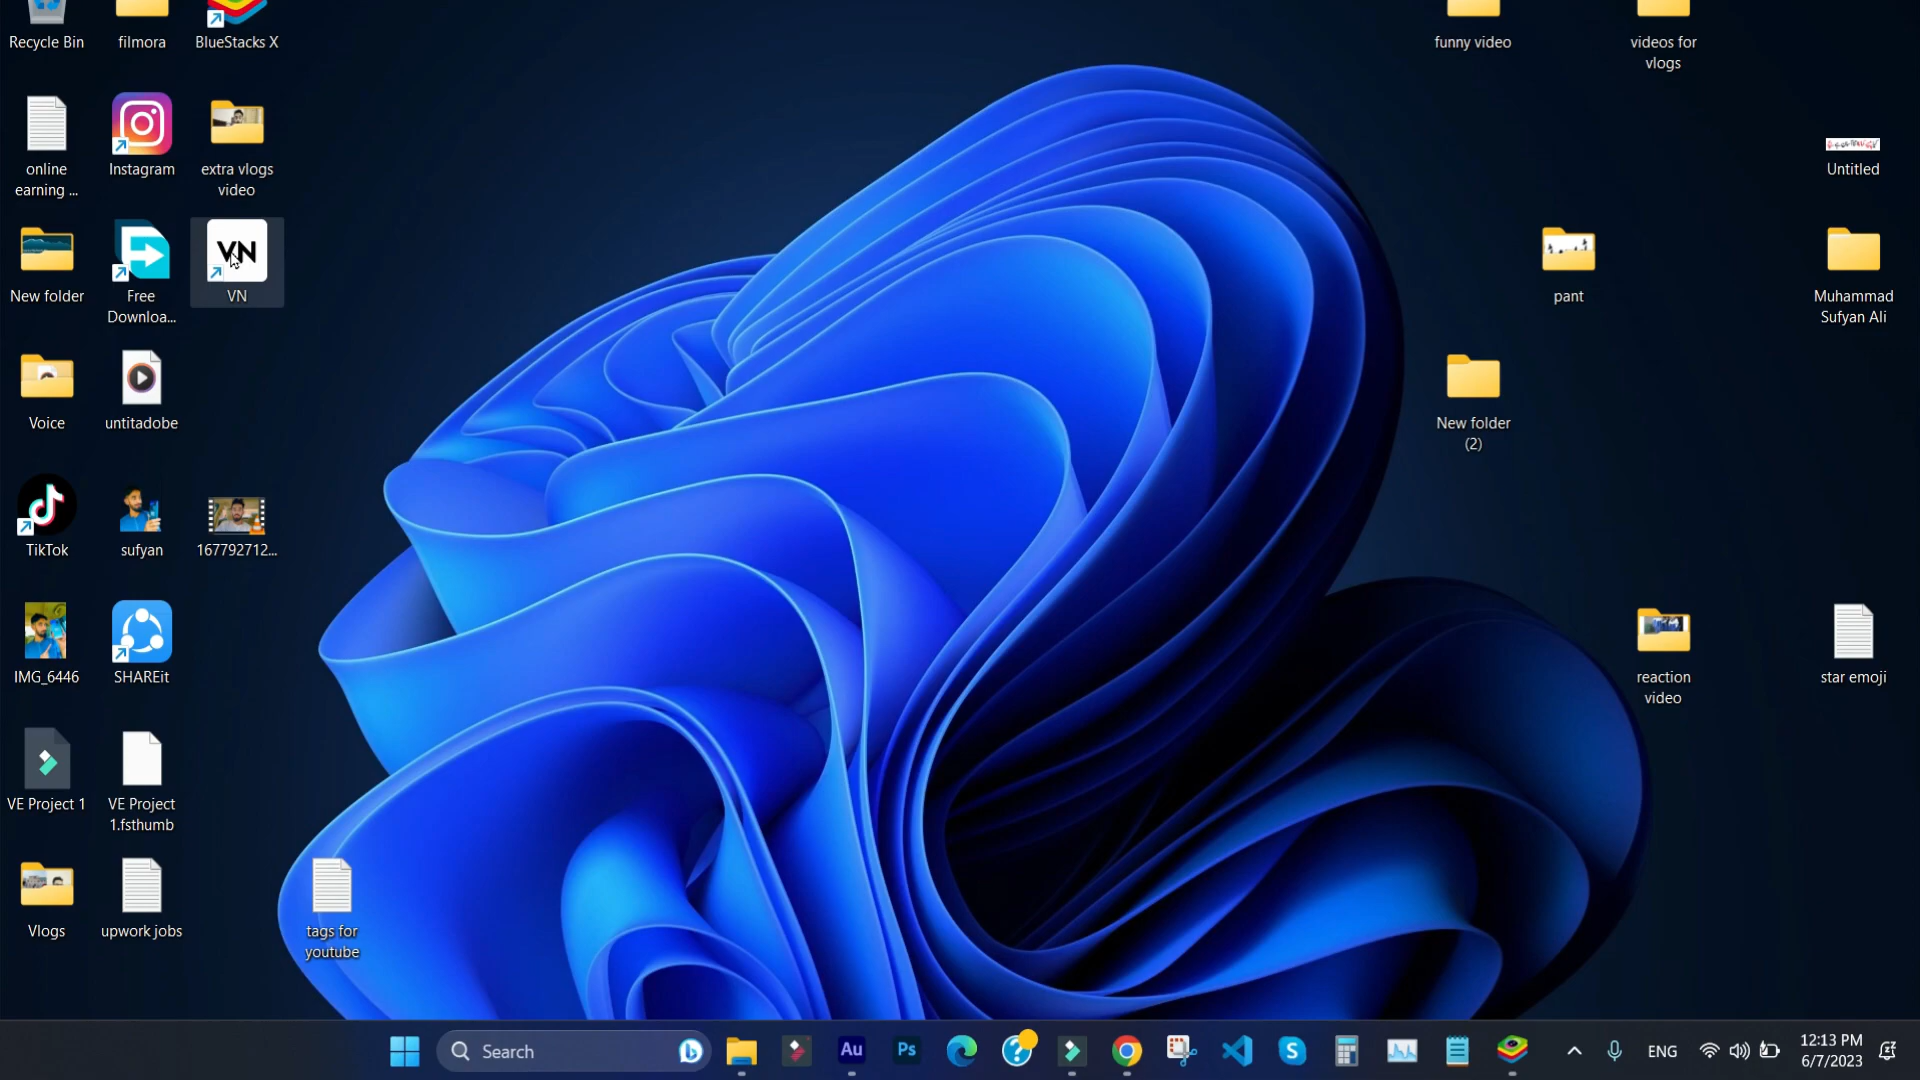 Recycle Bin
filmora
BlueStacks X
funny video
videos for
vlogs
online
earning ...
Instagram
extra vlogs
video
Untitled
New folder
Free
Downloa...
VN
VN
pant
Muhammad
Sufyan Ali
Voice
untitadobe
New folder
(2)
TikTok
sufyan
167792712...
IMG_6446
SHAREit
reaction
video
star emoji
VE Project 1
VE Project
1.fsthumb
Vlogs
upwork jobs
tags for
youtube
Search
Au
Ps
ENG
12:13 PM
6/7/2023